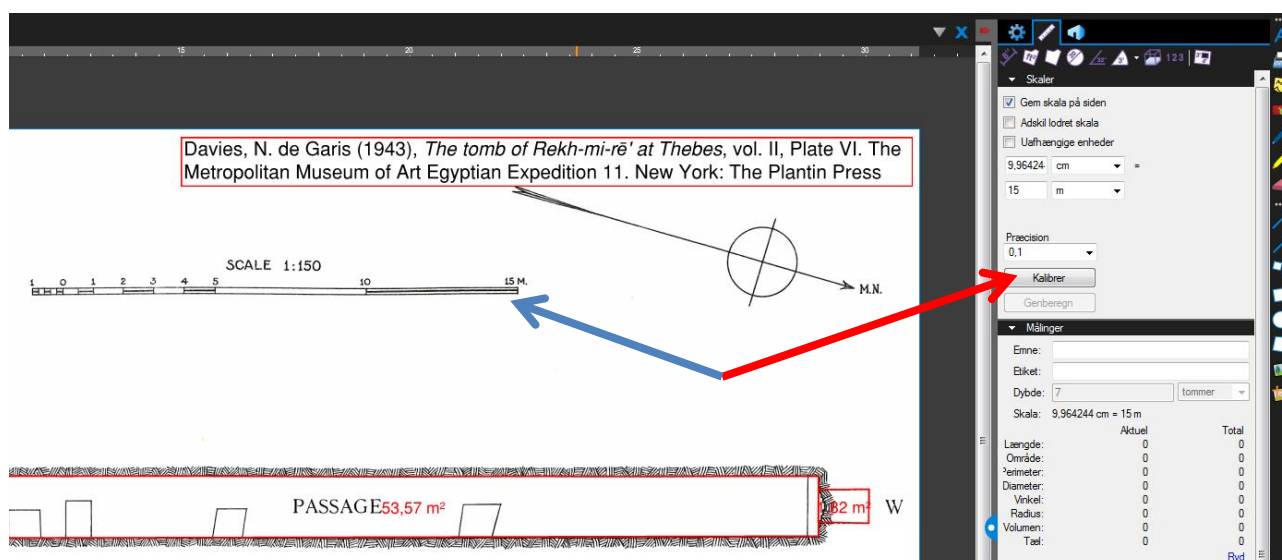 15 20 25 30
Davies, N. de Garis (1943), The tomb of Rekh-mi-rē' at Thebes, vol. II, Plate VI. The
Metropolitan Museum of Art Egyptian Expedition 11. New York: The Plantin Press
SCALE 1:150
1 0 1 2 3 4 5 10 15 M.
M.N.
PASSAGE 53,57 m²
32 m² W
123
Skaler
Gem skala på siden
Adskil lodret skala
Uafhængige enheder
9,96424 cm =
15 m
Præcision
0,1
Kalibrer
Genberegn
Målinger
Emne:
Etiket:
Dybde: 7 tommer
Skala: 9,964244 cm = 15 m
Aktuel Total
Længde: 0 0
Område: 0 0
Perimeter: 0 0
Diameter: 0 0
Vinkel: 0 0
Radius: 0 0
Volumen: 0 0
Tæl: 0 0
Ryd